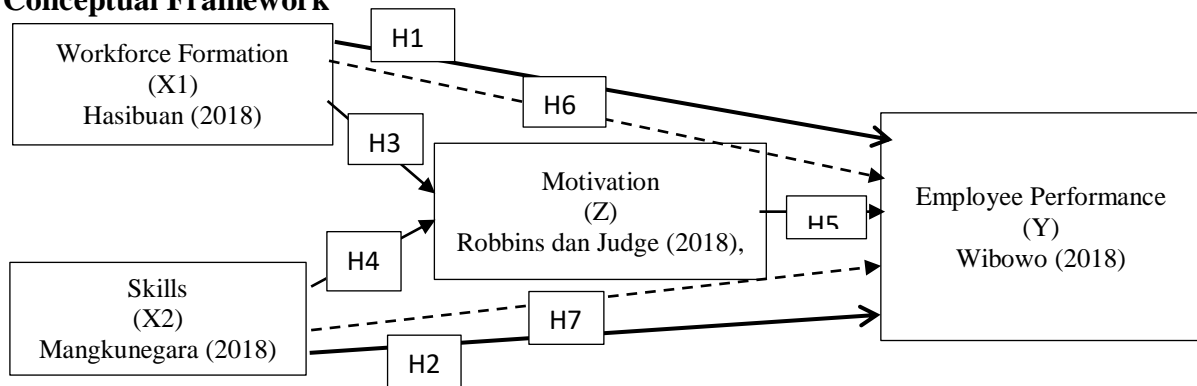 Conceptual Framework
Workforce Formation
(X1)
Hasibuan (2018)
H1
H6
H3
Motivation
(Z)
Robbins dan Judge (2018),
H5
Employee Performance
(Y)
Wibowo (2018)
H4
Skills
(X2)
Mangkunegara (2018)
H7
H2